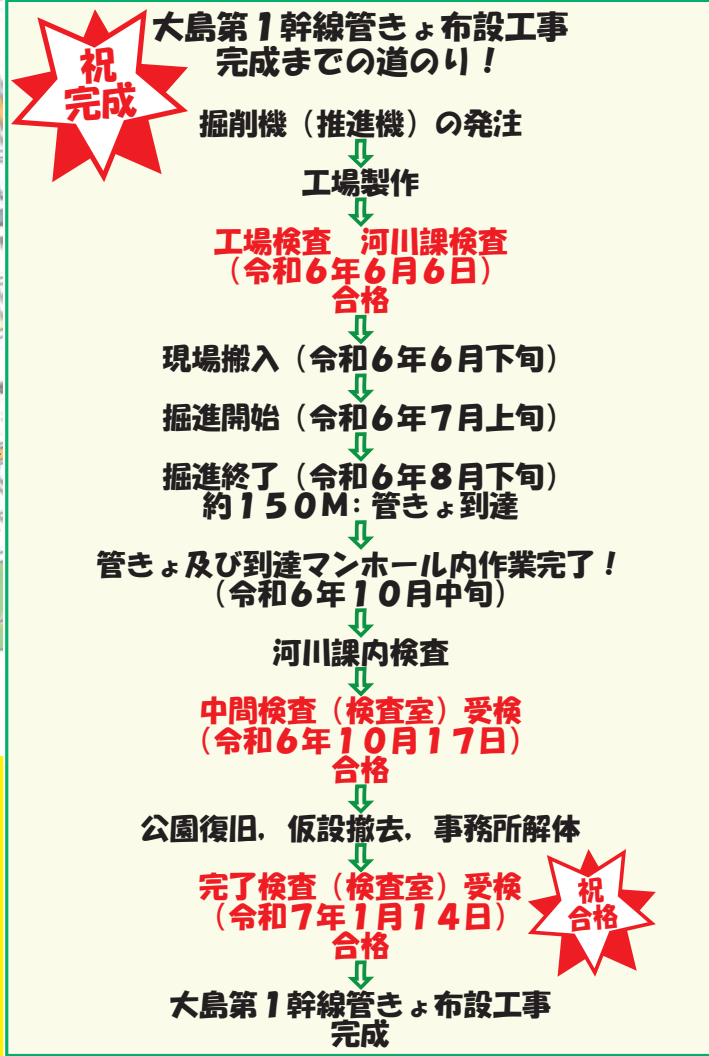 大島第１幹線管きょ布設工事
完成までの道のり！
祝
完成
掘削機（推進機）の発注
⇩
工場製作
⇩
工場検査　河川課検査
（令和６年６月６日）
合格
⇩
現場搬入（令和６年６月下旬）
⇩
掘進開始（令和６年７月上旬）
⇩
掘進終了（令和６年８月下旬）
約１５０M：管きょ到達
⇩
管きょ及び到達マンホール内作業完了！
（令和６年１０月中旬）
⇩
河川課内検査
⇩
中間検査（検査室）受検
（令和６年１０月１７日）
合格
⇩
公園復旧，仮設撤去，事務所解体
⇩
完了検査（検査室）受検
（令和７年１月１４日）
合格
祝
合格
⇩
大島第１幹線管きょ布設工事
完成